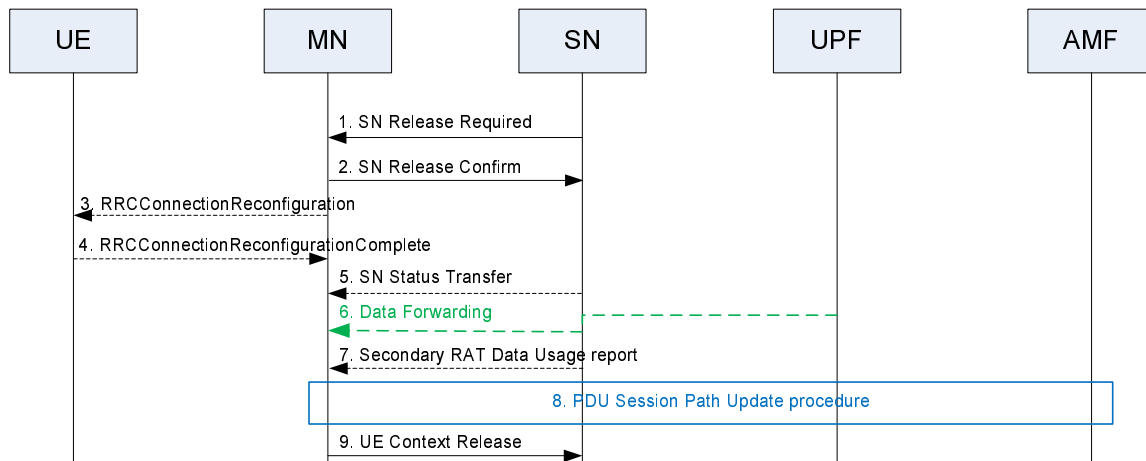 UE
MN
SN
UPF
AMF
1. SN Release Required
2. SN Release Confirm
3. RRCConnectionReconfiguration
4. RRCConnectionReconfigurationComplete
5. SN Status Transfer
6. Data Forwarding
7. Secondary RAT Data Usage report
8. PDU Session Path Update procedure
9. UE Context Release